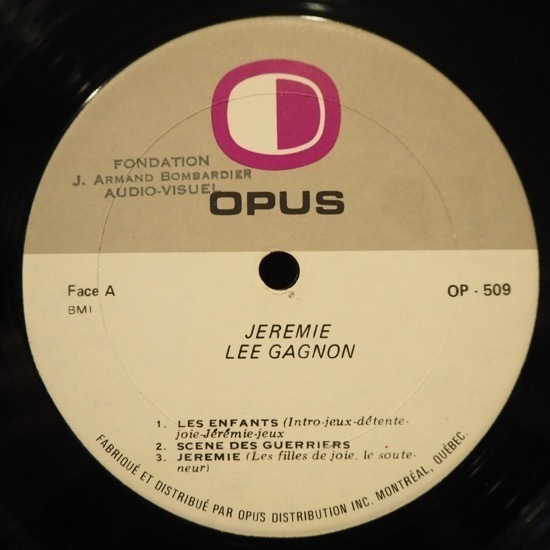 FONDATION
J. ARMAND BOMBARDIER
AUDIO-VISUEL
OPUS
Face A
BMI
OP - 509
JEREMIE
LEE GAGNON
1. LES ENFANTS (Intro-jeux-détente-
joie-Jérémie-jeux
2. SCENE DES GUERRIERS
3. JEREMIE (Les filles de joie, le soute-
neur)
FABRIQUÉ ET DISTRIBUÉ PAR OPUS DISTRIBUTION INC. MONTRÉAL, QUÉBEC.